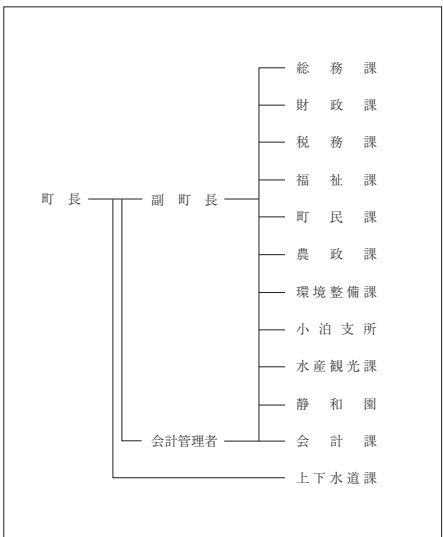 総務課
財政課
税務課
福祉課
町長 副町長
町民課
農政課
環境整備課
小泊支所
水産観光課
静和園
会計管理者 会計課
上下水道課